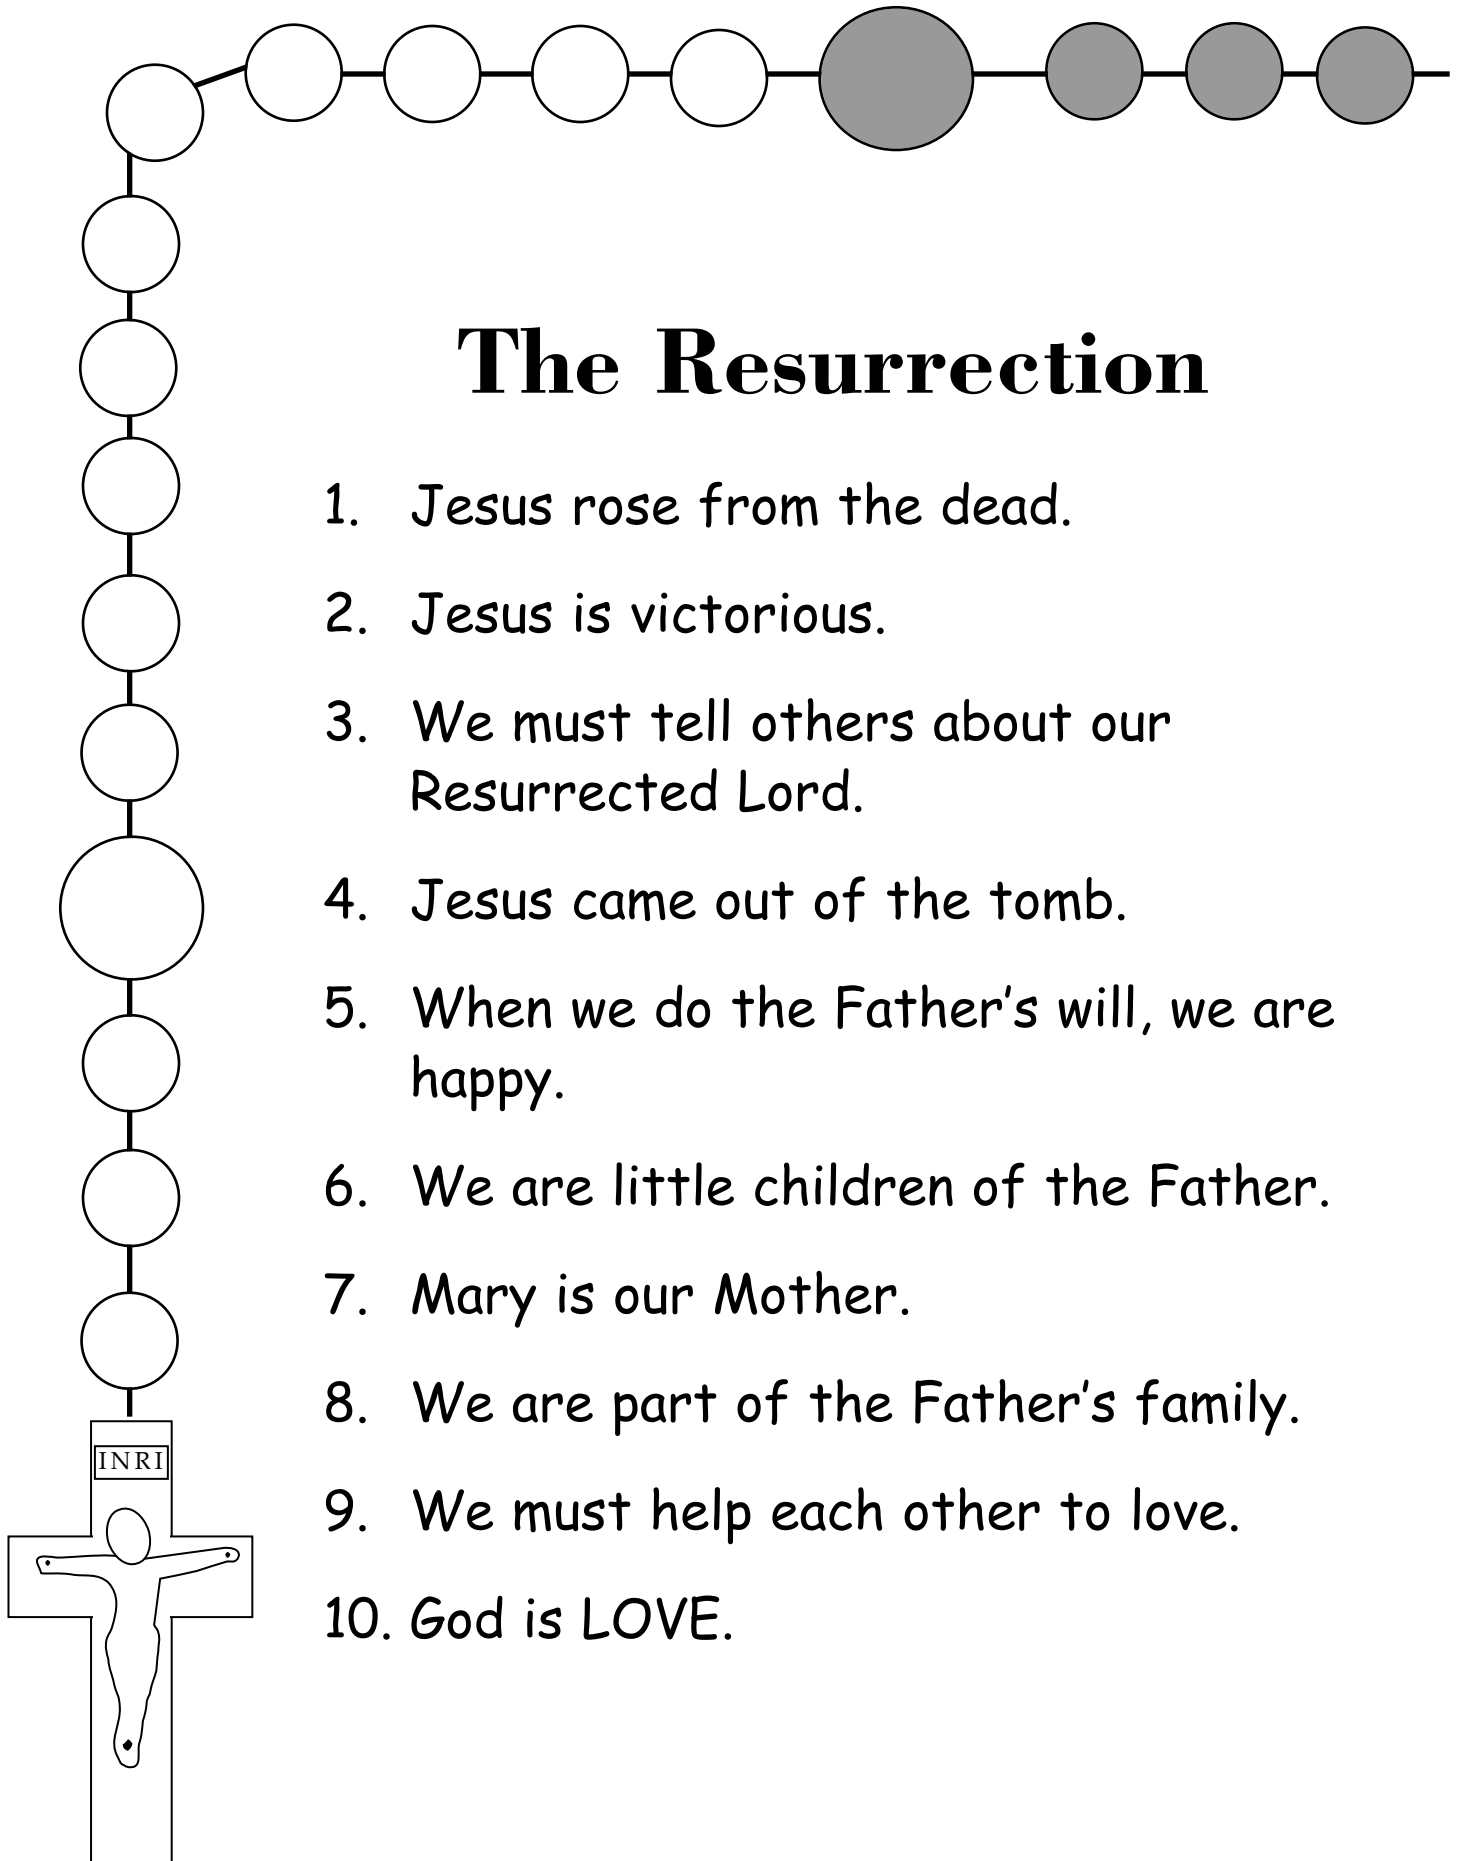 The Resurrection
1. Jesus rose from the dead.
2. Jesus is victorious.
3. We must tell others about our
Resurrected Lord.
4. Jesus came out of the tomb.
5. When we do the Father's will, we are
happy.
6. We are little children of the Father.
7. Mary is our Mother.
8. We are part of the Father's family.
INRI
9. We must help each other to love.
10. God is LOVE.